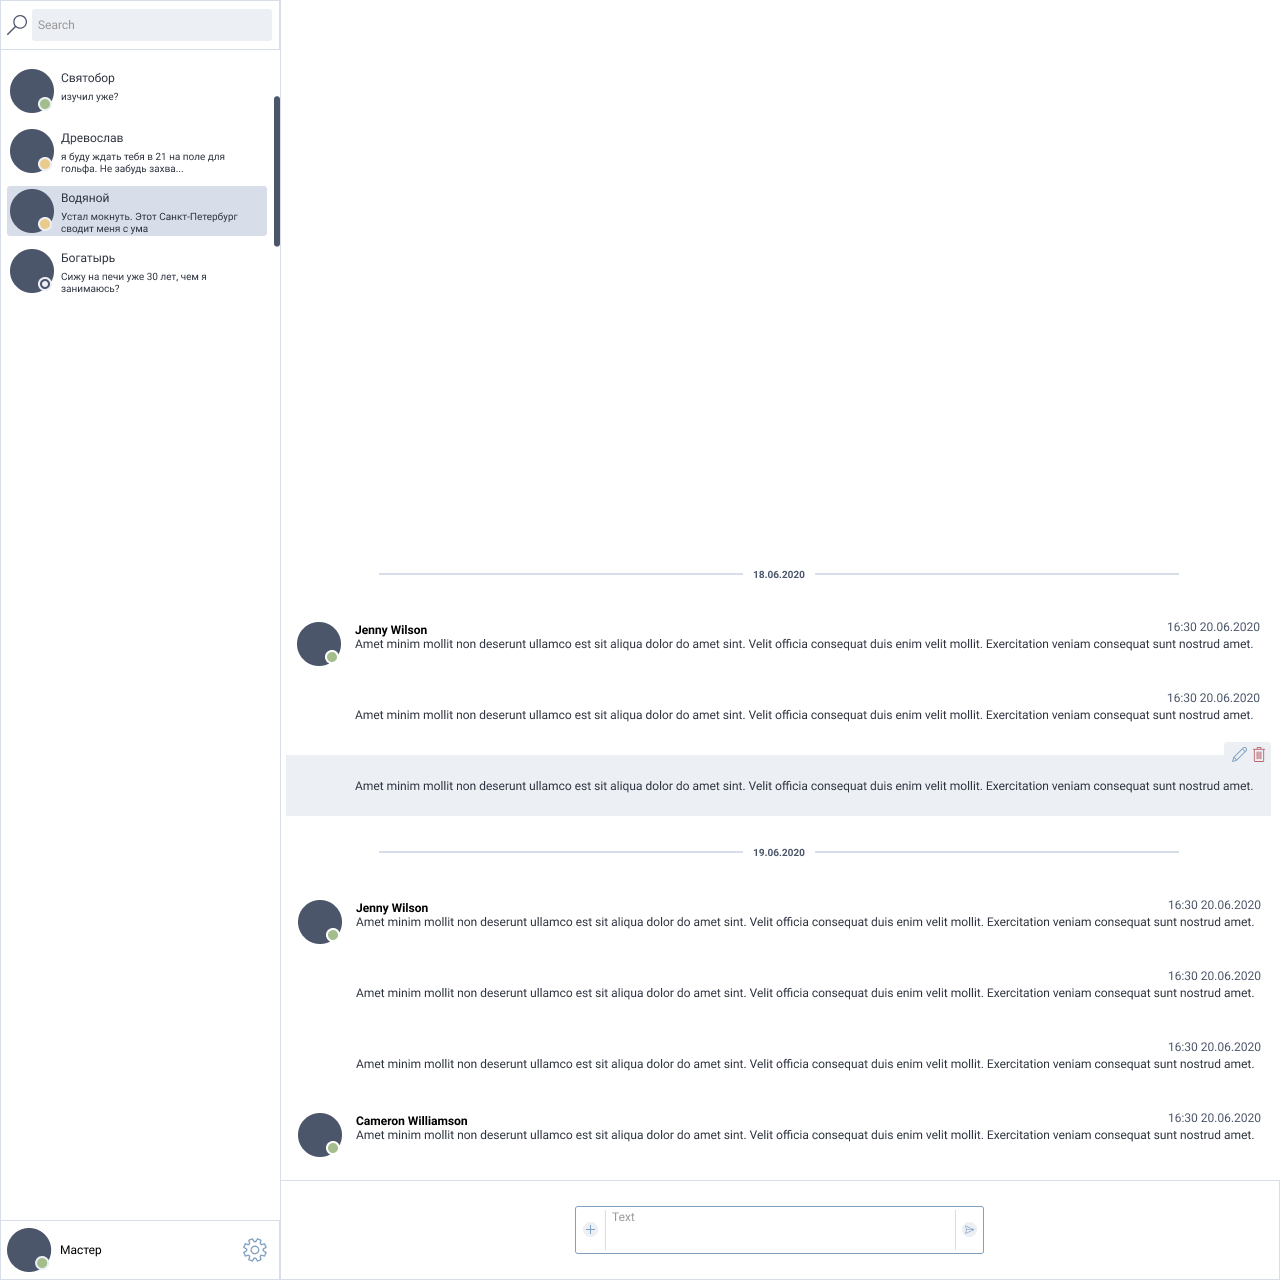 Search
Святобор
изучил уже?
Древослав
я буду ждать тебя в 21 на поле для
гольфа. Не забудь захва...
Водяной
Устал мокнуть. Этот Санкт-Петербург
сводит меня с ума
Богатырь
Сижу на печи уже 30 лет, чем я
занимаюсь?
Мастер
18.06.2020
Jenny Wilson
16:30 20.06.2020
Amet minim mollit non deserunt ullamco est sit aliqua dolor do amet sint. Velit officia consequat duis enim velit mollit. Exercitation veniam consequat sunt nostrud amet.
16:30 20.06.2020
Amet minim mollit non deserunt ullamco est sit aliqua dolor do amet sint. Velit officia consequat duis enim velit mollit. Exercitation veniam consequat sunt nostrud amet.
Amet minim mollit non deserunt ullamco est sit aliqua dolor do amet sint. Velit officia consequat duis enim velit mollit. Exercitation veniam consequat sunt nostrud amet.
19.06.2020
Jenny Wilson
16:30 20.06.2020
Amet minim mollit non deserunt ullamco est sit aliqua dolor do amet sint. Velit officia consequat duis enim velit mollit. Exercitation veniam consequat sunt nostrud amet.
16:30 20.06.2020
Amet minim mollit non deserunt ullamco est sit aliqua dolor do amet sint. Velit officia consequat duis enim velit mollit. Exercitation veniam consequat sunt nostrud amet.
16:30 20.06.2020
Amet minim mollit non deserunt ullamco est sit aliqua dolor do amet sint. Velit officia consequat duis enim velit mollit. Exercitation veniam consequat sunt nostrud amet.
Cameron Williamson
16:30 20.06.2020
Amet minim mollit non deserunt ullamco est sit aliqua dolor do amet sint. Velit officia consequat duis enim velit mollit. Exercitation veniam consequat sunt nostrud amet.
Text